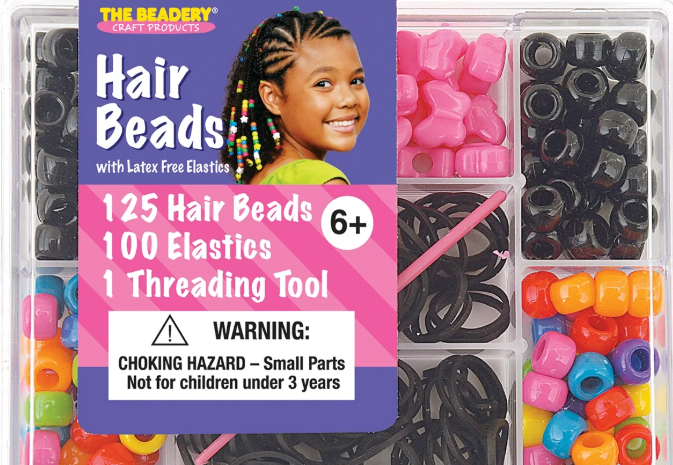 THE BEADERY®
CRAFT PRODUCTS
Hair
Beads
with Latex Free Elastics
125 Hair Beads
100 Elastics
1 Threading Tool
6+
WARNING:
CHOKING HAZARD – Small Parts
Not for children under 3 years